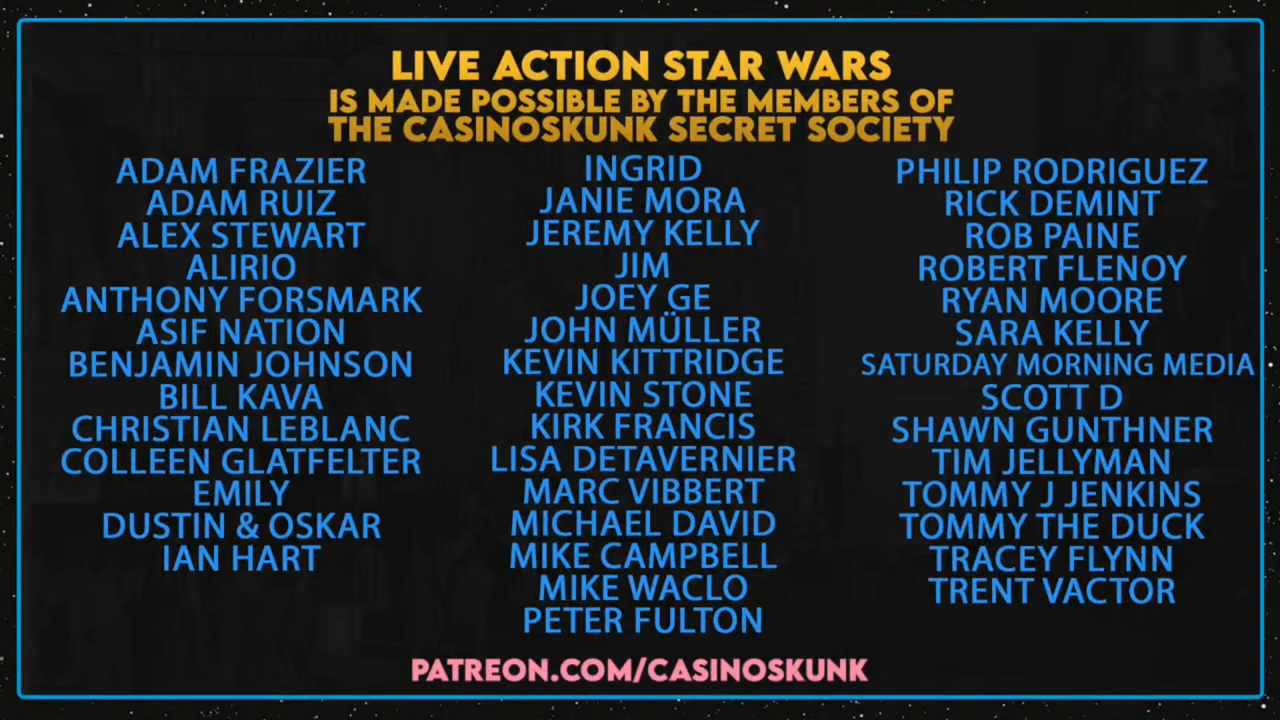 LIVE ACTION STAR WARS
IS MADE POSSIBLE BY THE MEMBERS OF
THE CASINOSKUNK SECRET SOCIETY
ADAM FRAZIER
ADAM RUIZ
ALEX STEWART
ALIRIO
ANTHONY FORSMARK
ASIF NATION
BENJAMIN JOHNSON
BILL KAVA
CHRISTIAN LEBLANC
COLLEEN GLATFELTER
EMILY
DUSTIN & OSKAR
IAN HART
INGRID
JANIE MORA
JEREMY KELLY
JIM
JOEY GE
JOHN MÜLLER
KEVIN KITTRIDGE
KEVIN STONE
KIRK FRANCIS
LISA DETAVERNIER
MARC VIBBERT
MICHAEL DAVID
MIKE CAMPBELL
MIKE WACLO
PETER FULTON
PHILIP RODRIGUEZ
RICK DEMINT
ROB PAINE
ROBERT FLENOY
RYAN MOORE
SARA KELLY
SATURDAY MORNING MEDIA
SCOTT D
SHAWN GUNTHNER
TIM JELLYMAN
TOMMY J JENKINS
TOMMY THE DUCK
TRACEY FLYNN
TRENT VACTOR
PATREON.COM/CASINOSKUNK